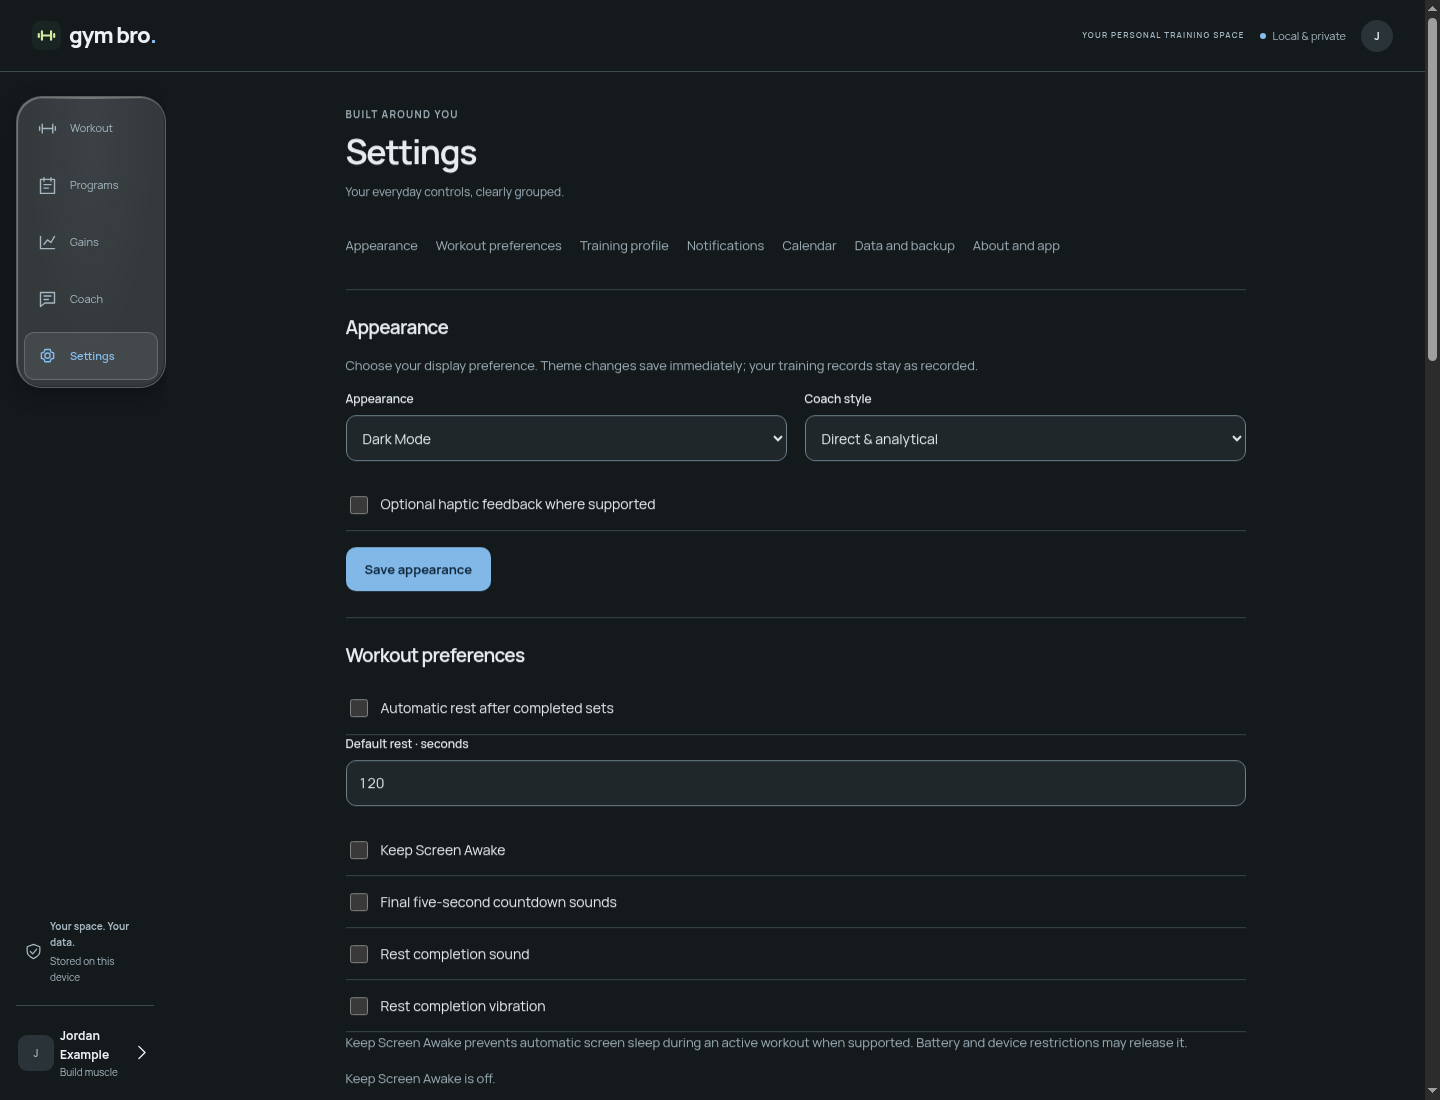 gym bro.
YOUR PERSONAL TRAINING SPACE
Local & private
J
Workout
Programs
Gains
Coach
Settings
Your space. Your
data.
Stored on this
device
J
Jordan
Example
Build muscle
BUILT AROUND YOU
Settings
Your everyday controls, clearly grouped.
Appearance Workout preferences Training profile Notifications Calendar Data and backup About and app
Appearance
Choose your display preference. Theme changes save immediately; your training records stay as recorded.
Appearance
Dark Mode
Coach style
Direct & analytical
Optional haptic feedback where supported
Save appearance
Workout preferences
Automatic rest after completed sets
Default rest · seconds
120
Keep Screen Awake
Final five-second countdown sounds
Rest completion sound
Rest completion vibration
Keep Screen Awake prevents automatic screen sleep during an active workout when supported. Battery and device restrictions may release it.
Keep Screen Awake is off.